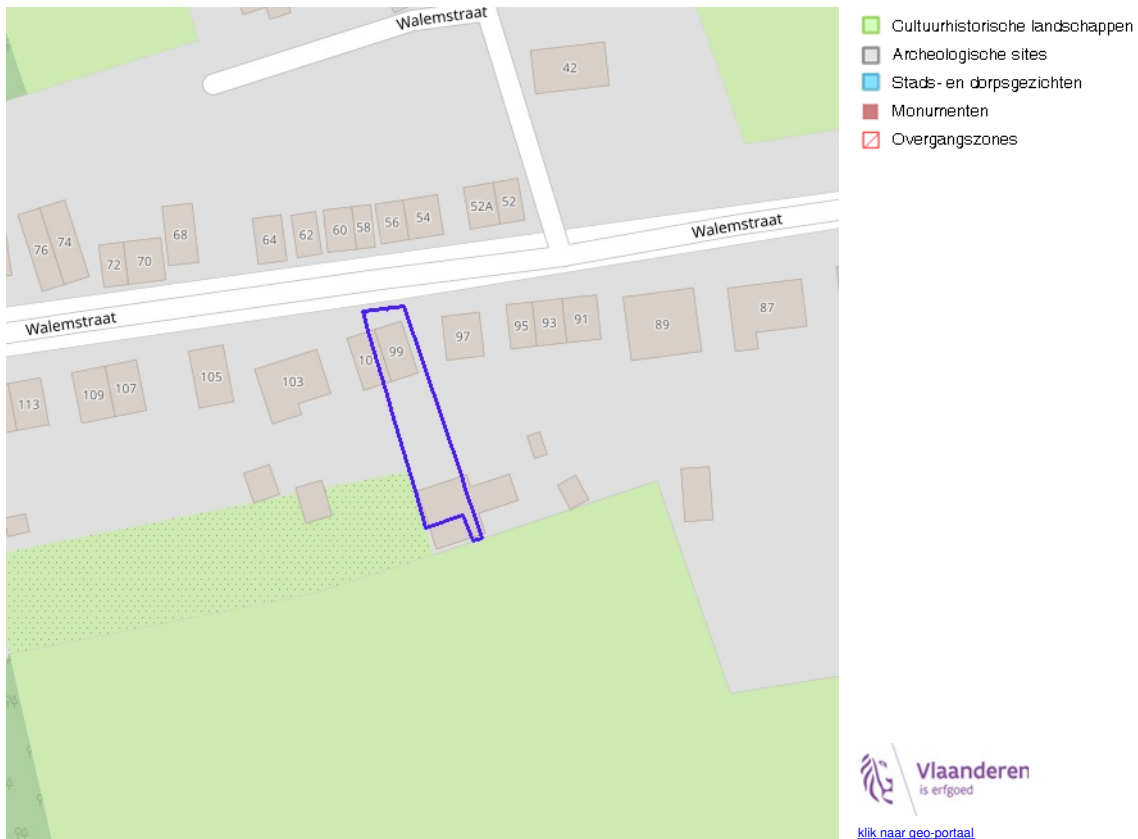 Walemstraat
42
Cultuurhistorische landschappen
Archeologische sites
Stads- en dorpsgezichten
Monumenten
Overgangszones
76 74 72 70 68 64 62 60 58 56 54 52A 52
Walemstraat
Walemstraat
113 109 107 105 103 10 99 97 95 93 91 89 87
Vlaanderen
is erfgoed
klik naar geo-portaal